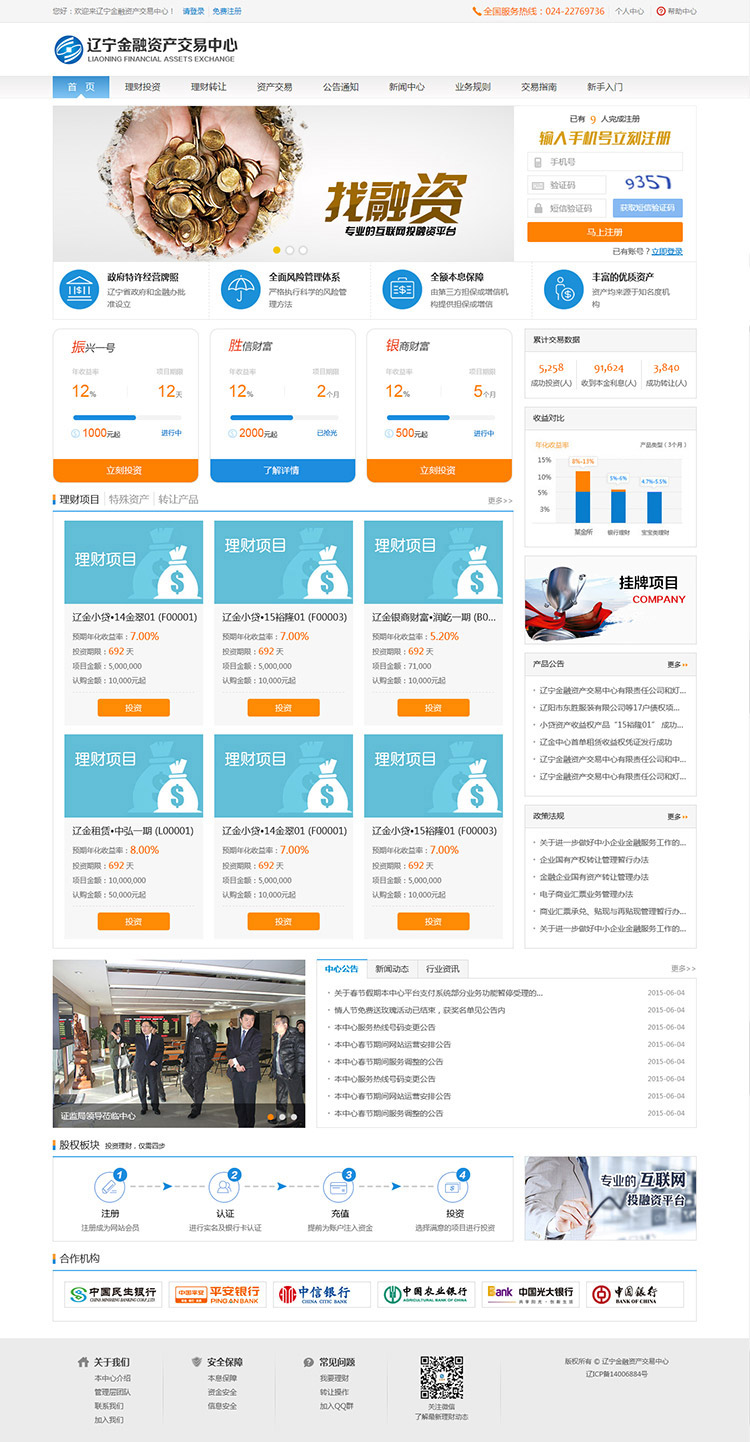 您好！欢迎来辽宁金融资产交易中心！ 请登录 免费注册
全国服务热线：024-22769736 个人中心 帮助中心
辽宁金融资产交易中心
LIAONING FINANCIAL ASSETS EXCHANGE
首 页 理财投资 理财转让 资产交易 公告通知 新闻中心 业务规则 交易指南 新手入门
找融资
专业的互联网投融资平台
已有 9 人完成注册
输入手机号立刻注册
手机号
验证码 9357
短信验证码 获取短信验证码
马上注册
已有账号？立即登录
政府特许经营牌照
辽宁省政府和金融办批准设立
全面风险管理体系
严格执行科学的风险管理方法
全额本息保障
由第三方担保或增信机构提供担保或增信
丰富的优质资产
资产均来源于知名度机构
振兴一号
年收益率 项目期限
12% 12天
1000元起 进行中
立刻投资
胜信财富
年收益率 项目期限
12% 2个月
2000元起 已抢光
了解详情
银商财富
年收益率 项目期限
12% 5个月
500元起 进行中
立刻投资
累计交易数据
5,258 91,624 3,840
成功投资(人) 收到本金利息(人) 成功转让(人)
收益对比
年化收益率 产品类型 ( 3个月 )
15%
10%
5%
3%
8%-13%
5%-6%
4.7%-5.5%
某金所 银行理财 宝宝类理财
理财项目 特殊资产 转让产品 更多>>
理财项目
辽金小贷•14金翠01 (F00001)
预期年化收益率：7.00%
投资期限：692 天
项目金额：5,000,000
认购金额：10,000元起
投资
理财项目
辽金小贷•15裕隆01 (F00003)
预期年化收益率：7.00%
投资期限：692 天
项目金额：5,000,000
认购金额：10,000元起
投资
理财项目
辽金银商财富•润屹一期 (B0...
预期年化收益率：5.20%
投资期限：692 天
项目金额：71,000
认购金额：10,000元起
投资
理财项目
辽金租赁•中弘一期 (L00001)
预期年化收益率：8.00%
投资期限：692 天
项目金额：10,000,000
认购金额：50,000元起
投资
理财项目
辽金小贷•14金翠01 (F00001)
预期年化收益率：7.00%
投资期限：692 天
项目金额：5,000,000
认购金额：10,000元起
投资
理财项目
辽金小贷•15裕隆01 (F00003)
预期年化收益率：7.00%
投资期限：692 天
项目金额：5,000,000
认购金额：10,000元起
投资
挂牌项目
COMPANY
产品公告 更多
辽宁金融资产交易中心有限责任公司和灯...
辽阳市东胜服装有限公司等17户债权项...
小贷资产收益权产品“15裕隆01” 成功...
辽金中心首单租赁收益权凭证发行成功
辽宁金融资产交易中心有限责任公司和中...
辽宁金融资产交易中心有限责任公司和灯...
政策法规 更多
关于进一步做好中小企业金融服务工作的...
企业国有产权转让管理暂行办法
金融企业国有资产转让管理办法
电子商业汇票业务管理办法
商业汇票承兑、贴现与再贴现管理暂行办...
关于进一步做好中小企业金融服务工作的...
证监局领导莅临中心
中心公告 新闻动态 行业资讯 更多>>
关于春节假期本中心平台支付系统部分业务功能暂停受理的... 2015-06-04
情人节免费送玫瑰活动已结束，获奖名单见公告内 2015-06-04
本中心服务热线号码变更公告 2015-06-04
本中心春节期间网站运营安排公告 2015-06-04
本中心春节期间服务调整的公告 2015-06-04
本中心服务热线号码变更公告 2015-06-04
本中心春节期间网站运营安排公告 2015-06-04
本中心春节期间服务调整的公告 2015-06-04
股权板块 投资理财，仅需四步
1 2 3 4
注册 认证 充值 投资
注册成为网站会员 进行实名及银行卡认证 提前为账户注入资金 选择满意的项目进行投资
专业的 互联网
投融资平台
合作机构
中国民生银行
CHINA MINSHENG BANKING CORP.,LTD
中国平安 平安银行
PING AN BANK
中信银行
CHINA CITIC BANK
中国农业银行
AGRICULTURAL BANK OF CHINA
Bank 中国光大银行
共享阳光·创新生活
中国银行
BANK OF CHINA
关于我们
本中心介绍
管理层团队
联系我们
加入我们
安全保障
本息保障
资金安全
信息安全
常见问题
我要理财
转让操作
加入QQ群
关注微信
了解最新理财动态
版权所有 © 辽宁金融资产交易中心
辽ICP备14006884号